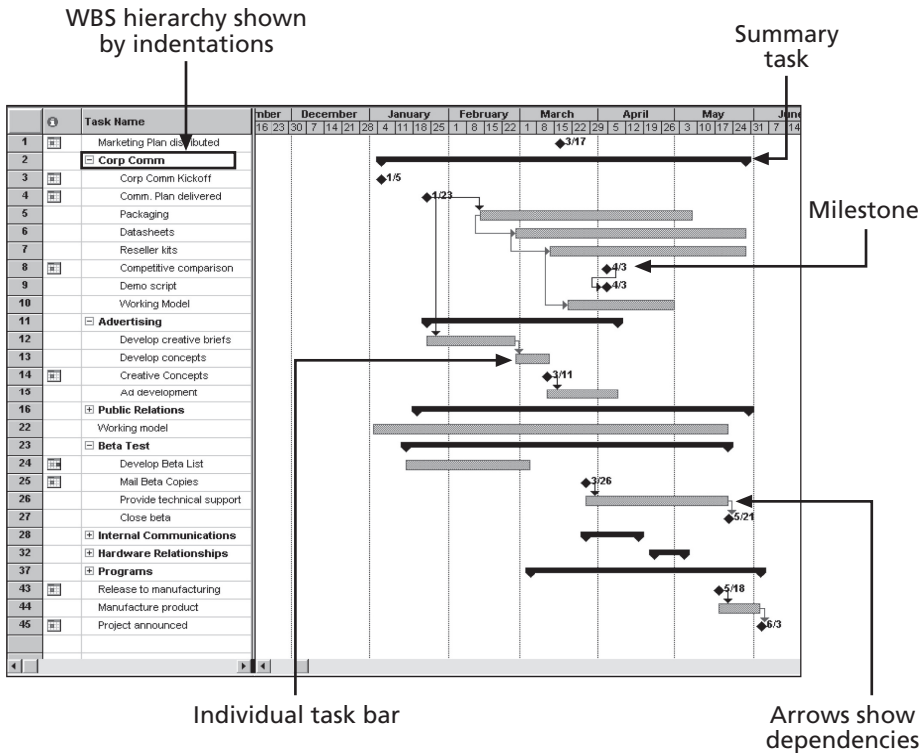 WBS hierarchy shown
by indentations
Summary
task
Task Name
mber December January February March April May June
16 23 30 7 14 21 28 4 11 18 25 1 8 15 22 1 8 15 22 29 5 12 19 26 3 10 17 24 31 7 14
1 Marketing Plan distributed 3/17
2 Corp Comm
3 Corp Comm Kickoff 1/5
4 Comm. Plan delivered 1/23
5 Packaging
6 Datasheets
7 Reseller kits
Milestone
8 Competitive comparison 4/3
9 Demo script 4/3
10 Working Model
11 Advertising
12 Develop creative briefs
13 Develop concepts
14 Creative Concepts 3/11
15 Ad development
16 Public Relations
22 Working model
23 Beta Test
24 Develop Beta List
25 Mail Beta Copies 3/26
26 Provide technical support
27 Close beta 5/21
28 Internal Communications
32 Hardware Relationships
37 Programs
43 Release to manufacturing 5/18
44 Manufacture product
45 Project announced 6/3
Individual task bar
Arrows show
dependencies